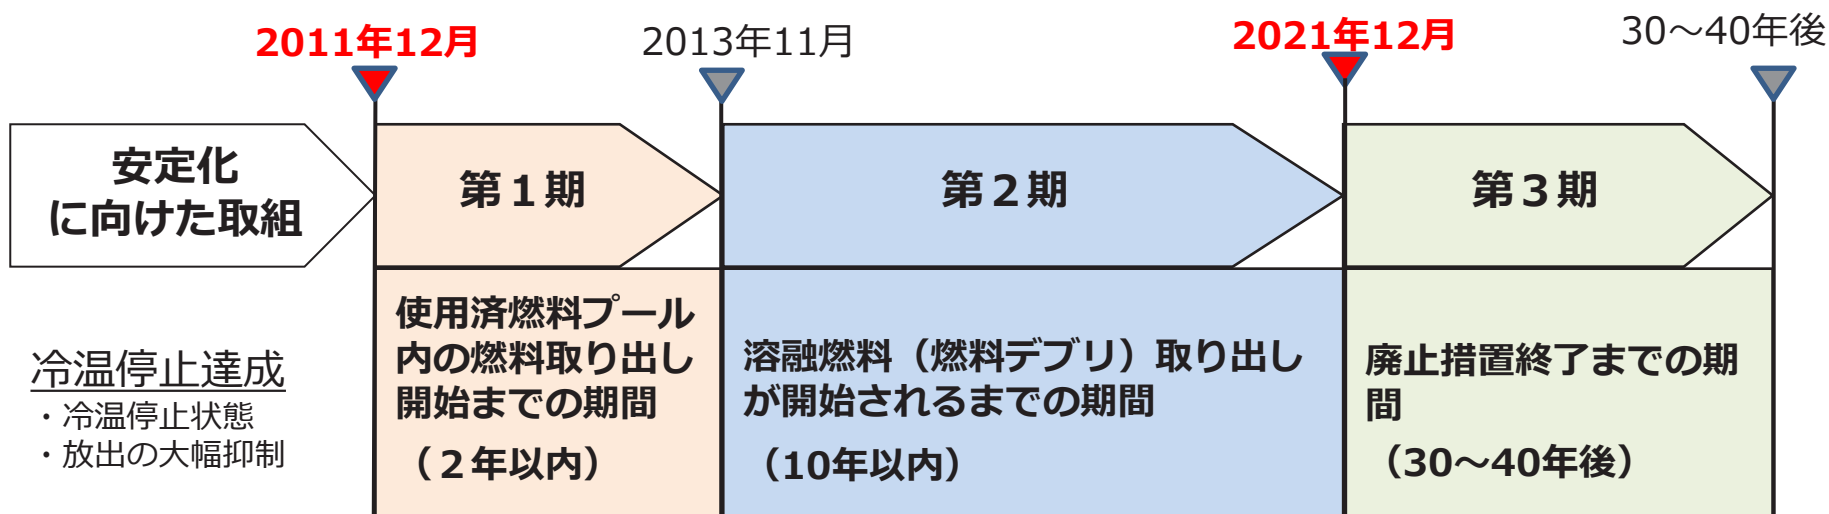 2011年12月
2013年11月
2021年12月
30～40年後
安定化
に向けた取組
第１期
第２期
第３期
冷温停止達成
・冷温停止状態
・放出の大幅抑制
使用済燃料プール
内の燃料取り出し
開始までの期間
（２年以内）
溶融燃料（燃料デブリ）取り出し
が開始されるまでの期間
（10年以内）
廃止措置終了までの期
間
（30～40年後）